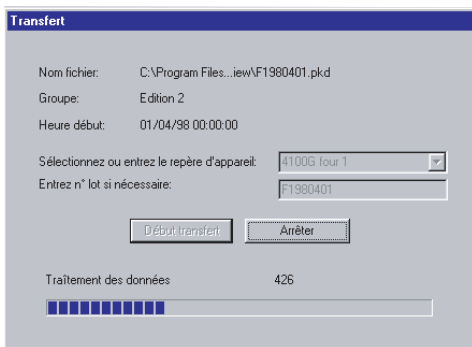 Transfert
Nom fichier: C:\Program Files...iew\F1980401.pkd
Groupe: Edition 2
Heure début: 01/04/98 00:00:00
Sélectionnez ou entrez le repère d'appareil: 4100G four 1
Entrez n° lot si nécessaire: F1980401
Début transfert Arrêter
Traîtement des données 426